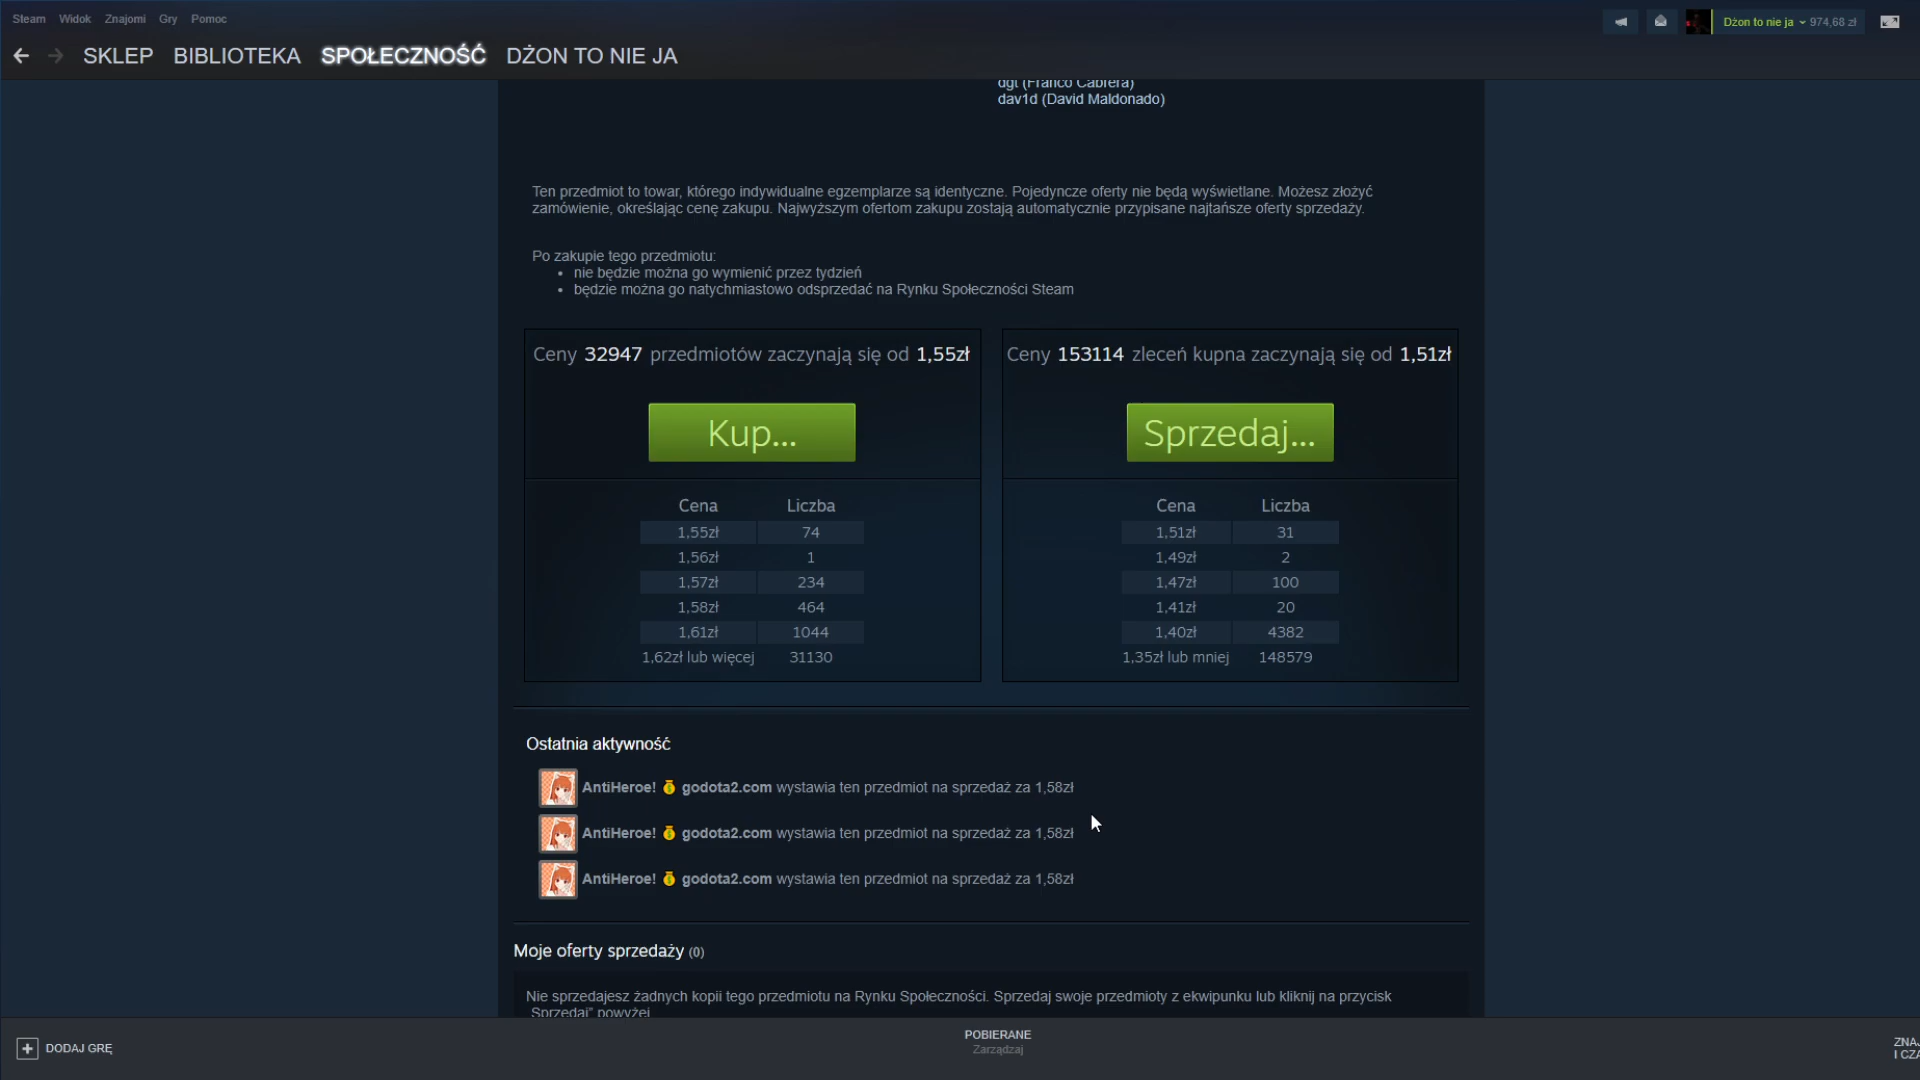 Steam Widok Znajomi Gry Pomoc
Dżon to nie ja 974,68 zł
SKLEP BIBLIOTEKA SPOŁECZNOŚĆ DŻON TO NIE JA
dgt (Franco Cabrera)
dav1d (David Maldonado)
Ten przedmiot to towar, którego indywidualne egzemplarze są identyczne. Pojedyncze oferty nie będą wyświetlane. Możesz złożyć
zamówienie, określając cenę zakupu. Najwyższym ofertom zakupu zostają automatycznie przypisane najtańsze oferty sprzedaży.
Po zakupie tego przedmiotu:
• nie będzie można go wymienić przez tydzień
• będzie można go natychmiastowo odsprzedać na Rynku Społeczności Steam
Ceny 32947 przedmiotów zaczynają się od 1,55zł
Kup...
Cena Liczba
1,55zł 74
1,56zł 1
1,57zł 234
1,58zł 464
1,61zł 1044
1,62zł lub więcej 31130
Ceny 153114 zleceń kupna zaczynają się od 1,51zł
Sprzedaj...
Cena Liczba
1,51zł 31
1,49zł 2
1,47zł 100
1,41zł 20
1,40zł 4382
1,35zł lub mniej 148579
Ostatnia aktywność
AntiHeroe! 💰 godota2.com wystawia ten przedmiot na sprzedaż za 1,58zł
AntiHeroe! 💰 godota2.com wystawia ten przedmiot na sprzedaż za 1,58zł
AntiHeroe! 💰 godota2.com wystawia ten przedmiot na sprzedaż za 1,58zł
Moje oferty sprzedaży (0)
Nie sprzedajesz żadnych kopii tego przedmiotu na Rynku Społeczności. Sprzedaj swoje przedmioty z ekwipunku lub kliknij na przycisk
„Sprzedaj” powyżej
DODAJ GRĘ
POBIERANE
Zarządzaj
ZNAJ
I CZA